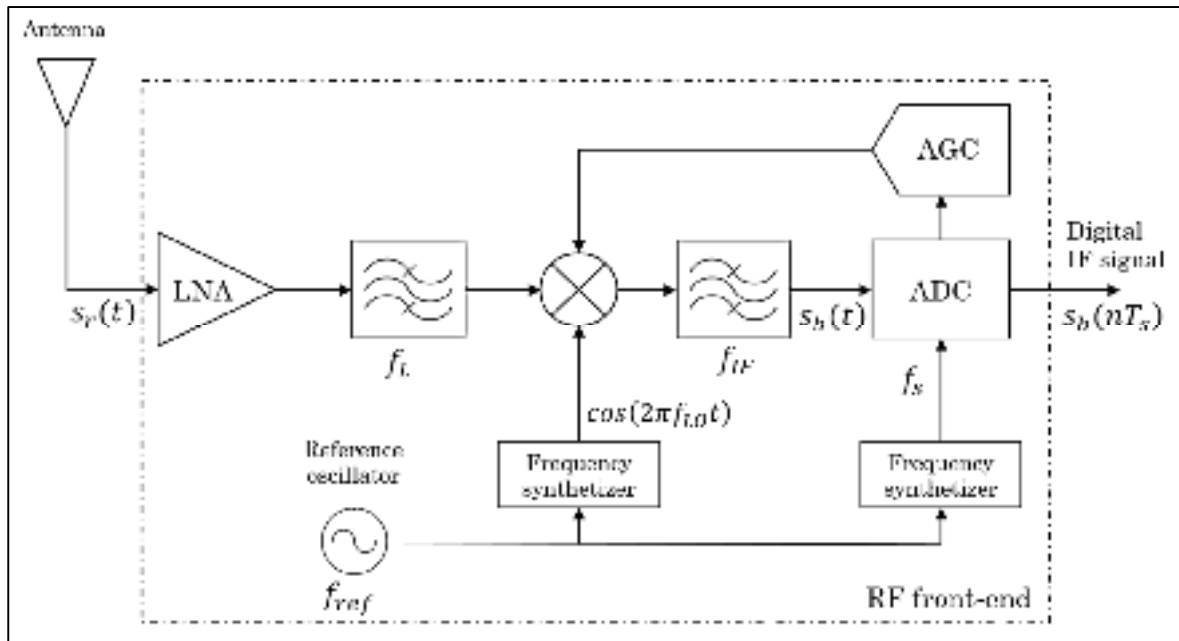 Antenna
AGC
Digital
IF signal
LNA
ADC
s_r(t)
s_b(t)
s_b(nT_s)
f_L
f_IF
f_s
cos(2πf_LO t)
Reference
oscillator
Frequency
synthetizer
Frequency
synthetizer
f_ref
RF front-end